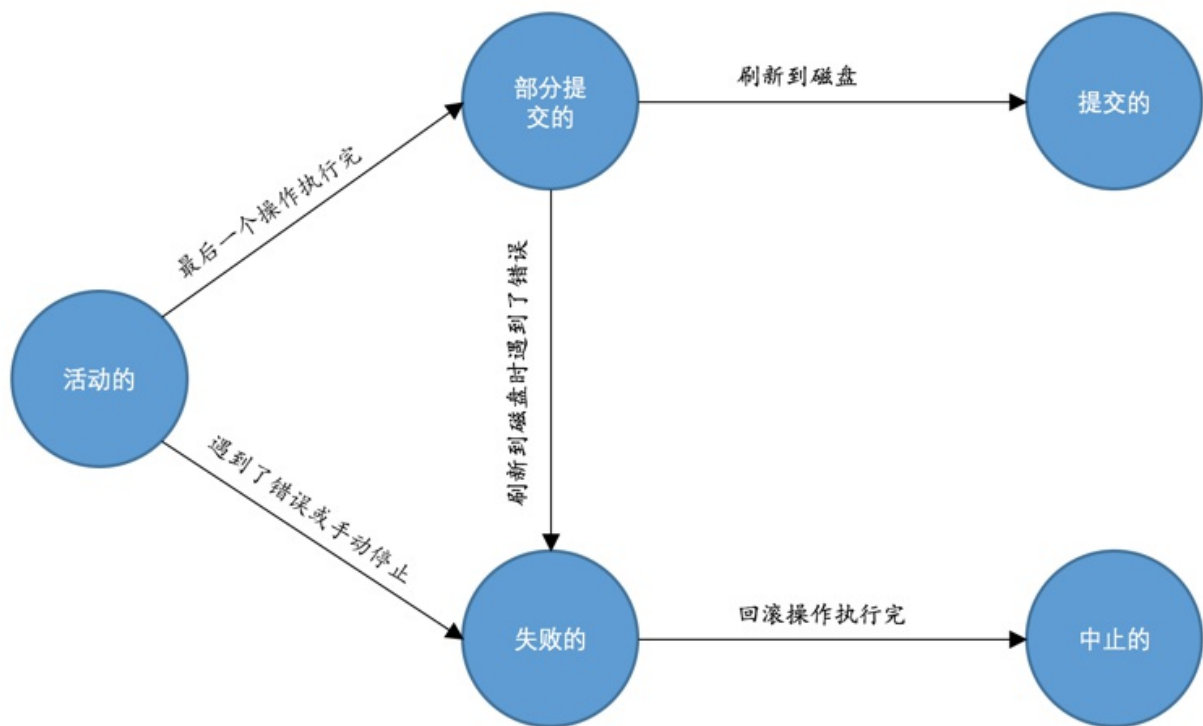 部分提
交的
刷新到磁盘
提交的
最后一个操作执行完
刷新到磁盘时遇到了错误
活动的
遇到了错误或手动停止
失败的
回滚操作执行完
中止的